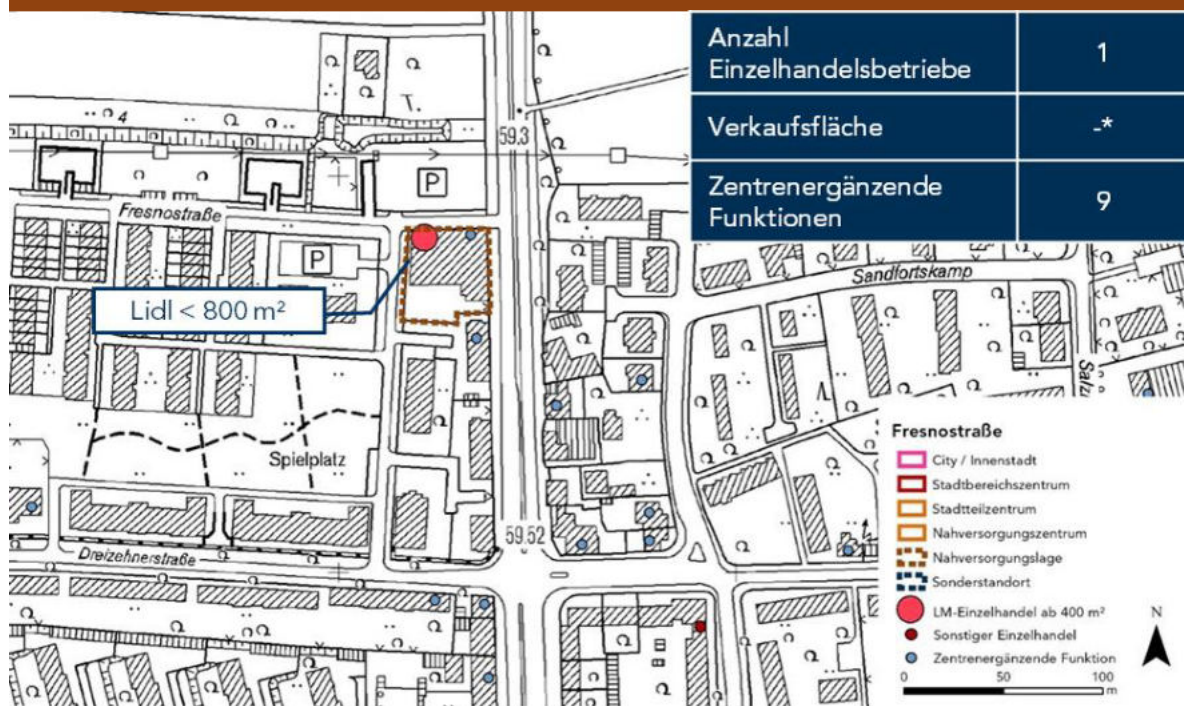 Anzahl
Einzelhandelsbetriebe
1
Verkaufsfläche
-*
Zentrenergänzende
Funktionen
9
4
T.
59.3
P
Fresnostraße
P
Sandfortskamp
Lidl < 800 m²
Spielplatz
59.52
Dreizehnerstraße
Fresnostraße
City / Innenstadt
Stadtbereichszentrum
Stadtteilzentrum
Nahversorgungszentrum
Nahversorgungslage
Sonderstandort
LM-Einzelhandel ab 400 m²
Sonstiger Einzelhandel
Zentrenergänzende Funktion
N
0 50 100
m